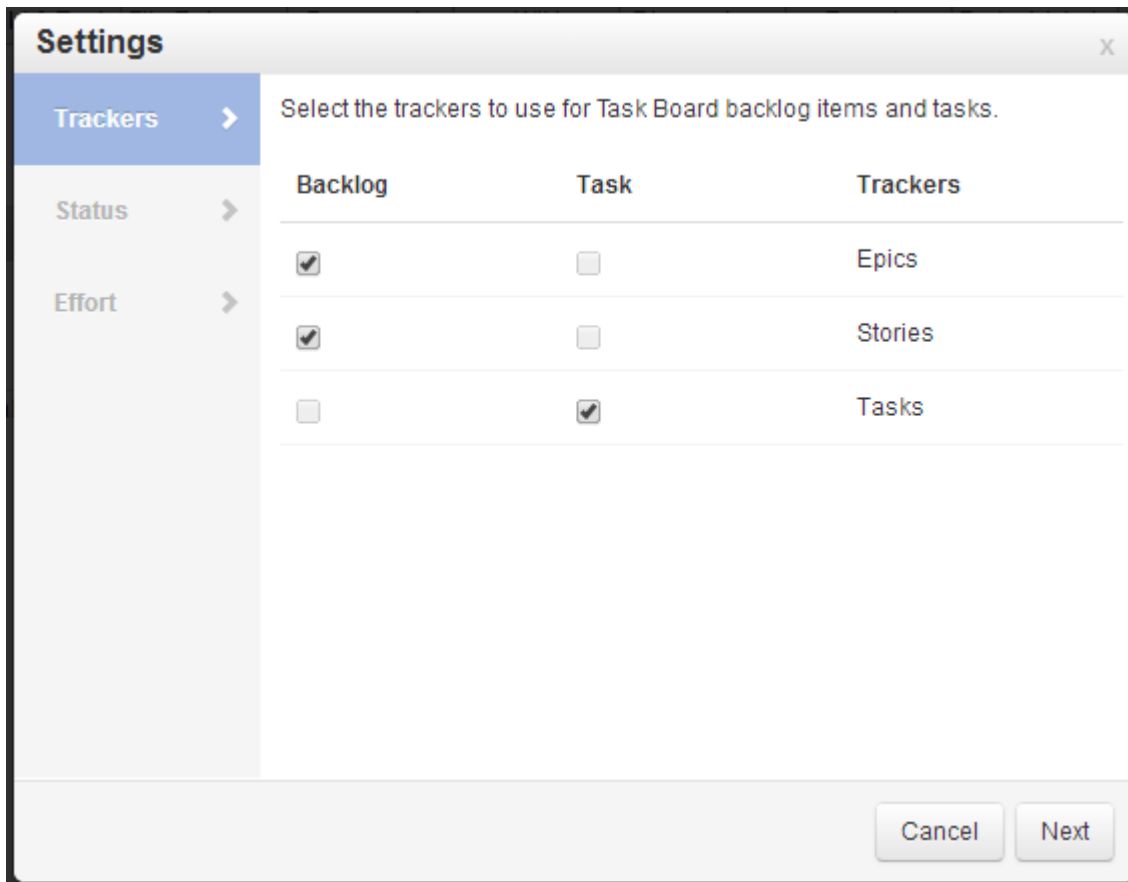 Settings
x
Trackers
Status
Effort
Select the trackers to use for Task Board backlog items and tasks.
Backlog Task Trackers
Epics
Stories
Tasks
Cancel Next